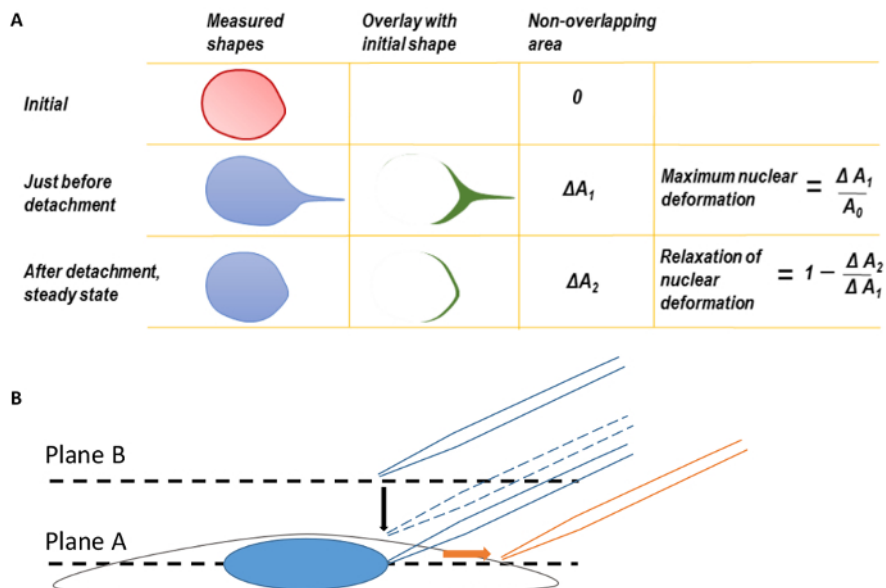 A
Measured shapes
Overlay with initial shape
Non-overlapping area
Initial
0
Just before detachment
ΔA₁
Maximum nuclear deformation = ΔA₁ / A₀
After detachment, steady state
ΔA₂
Relaxation of nuclear deformation = 1 − ΔA₂ / ΔA₁
B
Plane B
Plane A